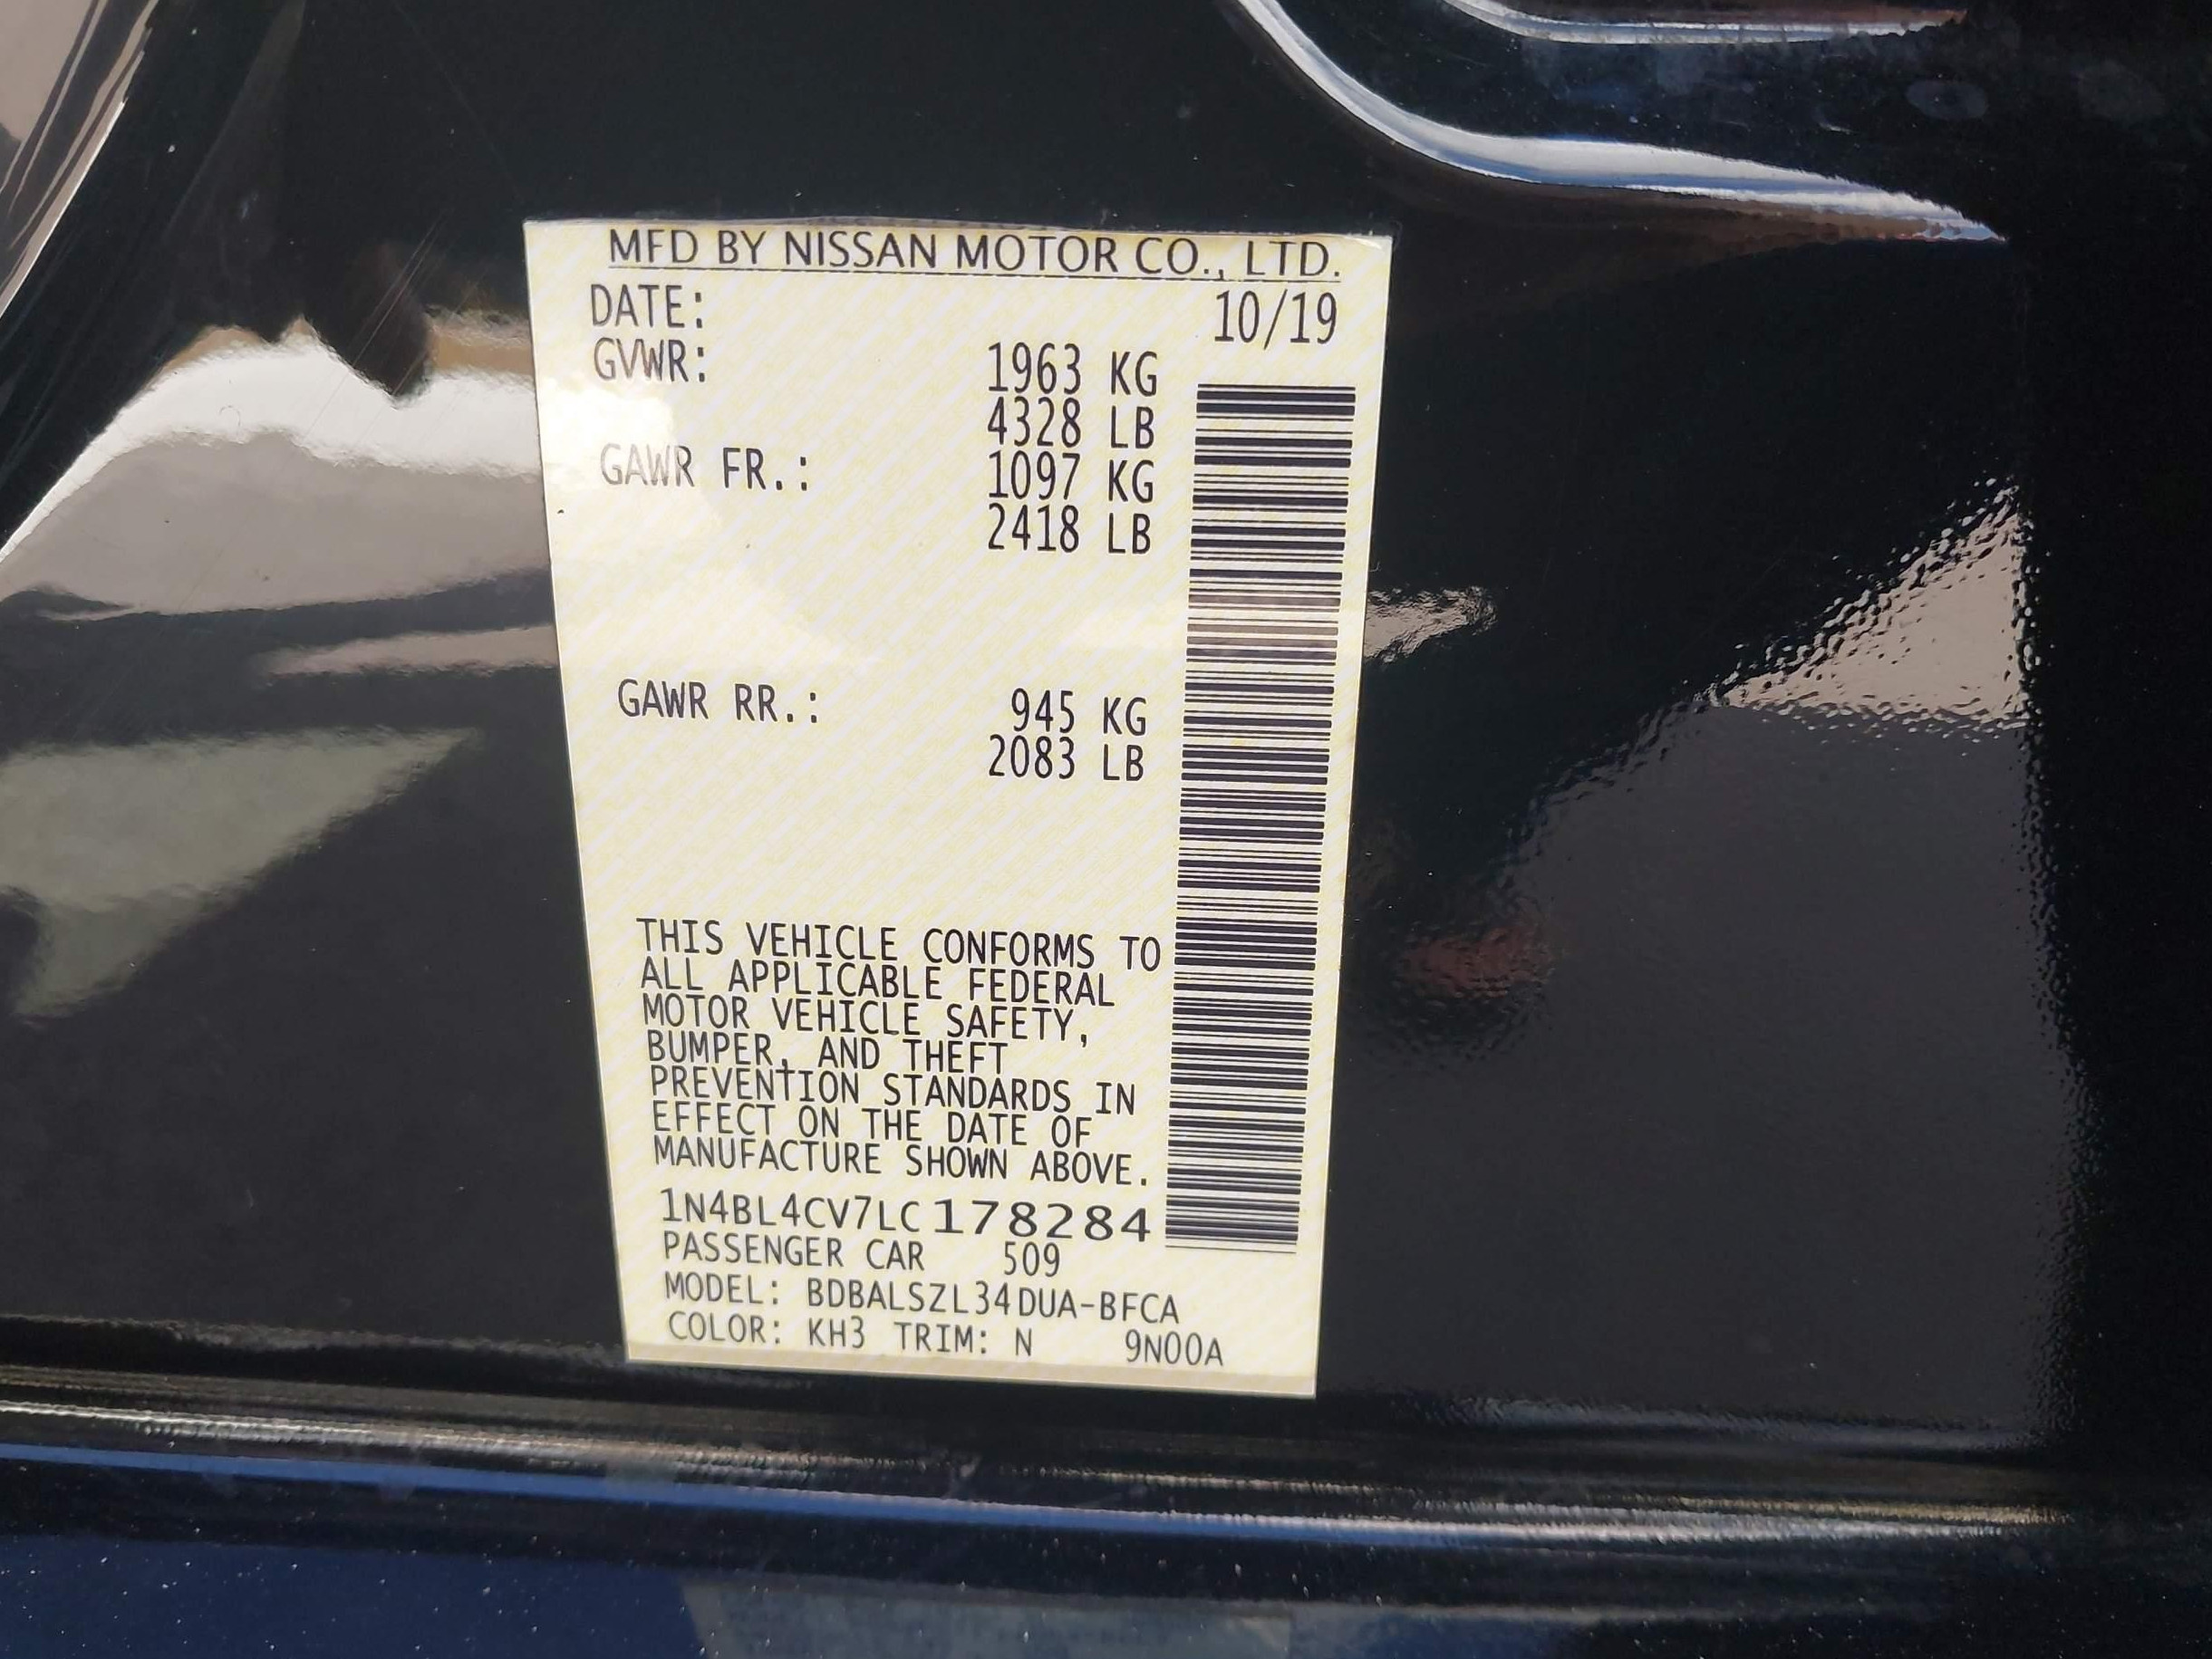 MFD BY NISSAN MOTOR CO., LTD.
DATE: 10/19
GVWR: 1963 KG
4328 LB
GAWR FR.: 1097 KG
2418 LB
GAWR RR.: 945 KG
2083 LB
THIS VEHICLE CONFORMS TO
ALL APPLICABLE FEDERAL
MOTOR VEHICLE SAFETY,
BUMPER, AND THEFT
PREVENTION STANDARDS IN
EFFECT ON THE DATE OF
MANUFACTURE SHOWN ABOVE.
1N4BL4CV7LC178284
PASSENGER CAR 509
MODEL: BDBALSZL34DUA-BFCA
COLOR: KH3 TRIM: N 9N00A